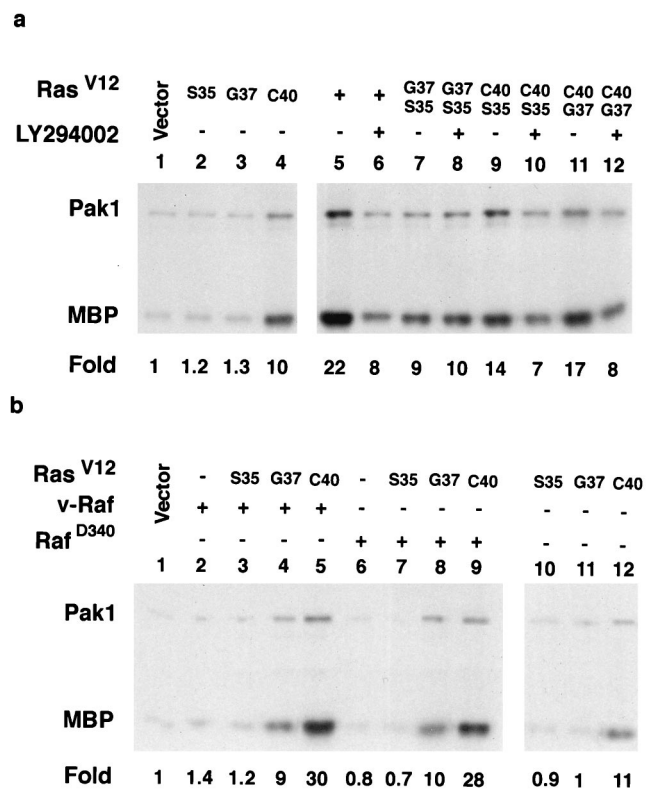 a
Ras V12 Vector S35 G37 C40 + + G37 G37 C40 C40 C40 C40
S35 S35 S35 S35 G37 G37
LY294002 - - - - + - + - + - +
1 2 3 4 5 6 7 8 9 10 11 12
Pak1
MBP
Fold 1 1.2 1.3 10 22 8 9 10 14 7 17 8
b
Ras V12 Vector - S35 G37 C40 - S35 G37 C40 S35 G37 C40
v-Raf + + + + - - - - - - -
Raf D340 - - - - + + + + - - -
1 2 3 4 5 6 7 8 9 10 11 12
Pak1
MBP
Fold 1 1.4 1.2 9 30 0.8 0.7 10 28 0.9 1 11